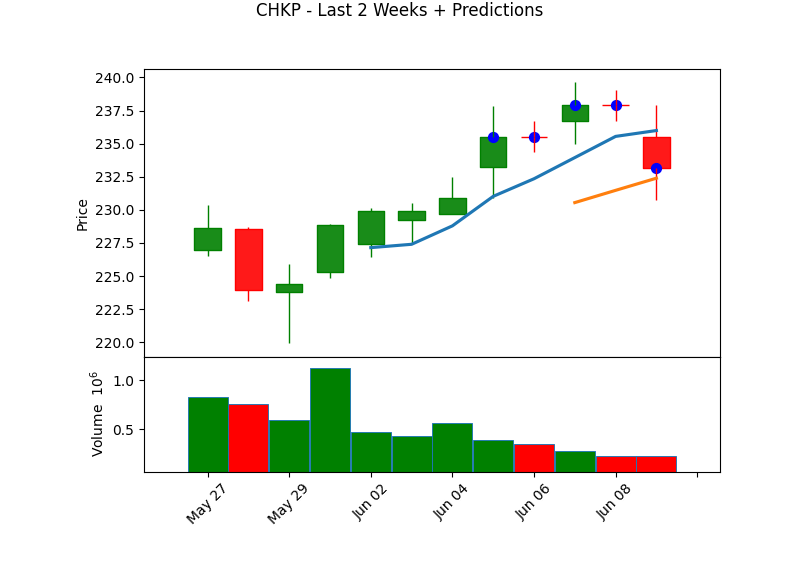 CHKP - Last 2 Weeks + Predictions
240.0
237.5
235.0
232.5
230.0
227.5
225.0
222.5
220.0
Price
1.0
0.5
Volume 10⁶
May 27
May 29
Jun 02
Jun 04
Jun 06
Jun 08